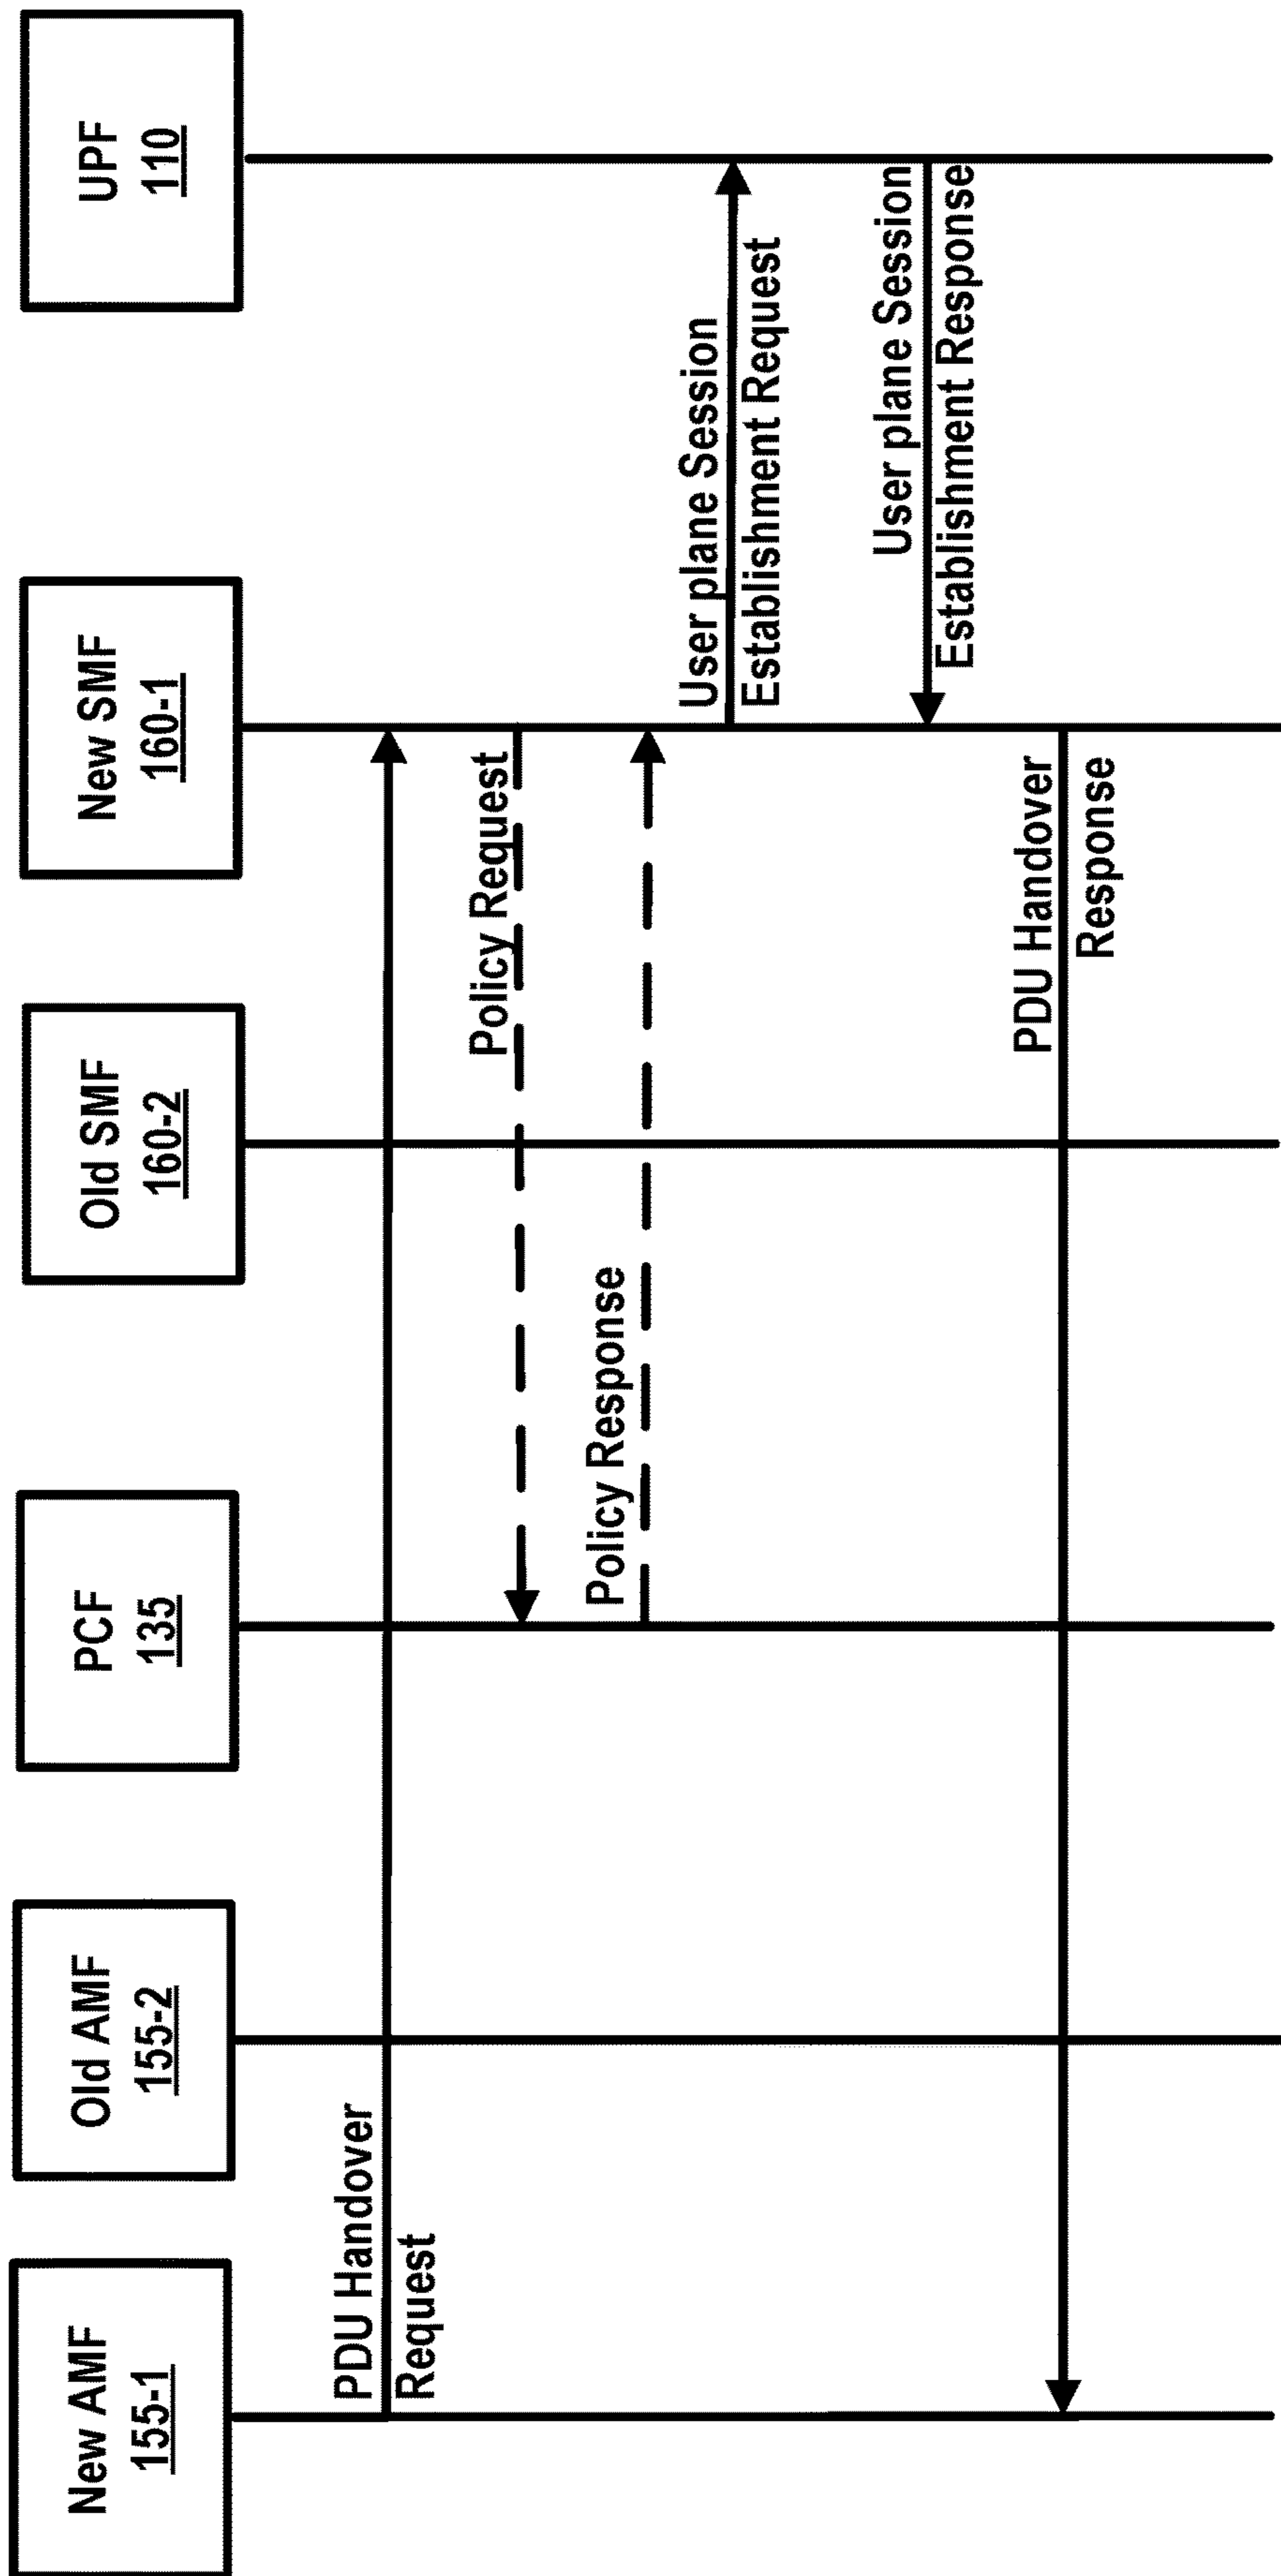 New AMF
155-1
Old AMF
155-2
PCF
135
Old SMF
160-2
New SMF
160-1
UPF
110
PDU Handover
Request
Policy Request
Policy Response
User plane Session
Establishment Request
User plane Session
Establishment Response
PDU Handover
Response